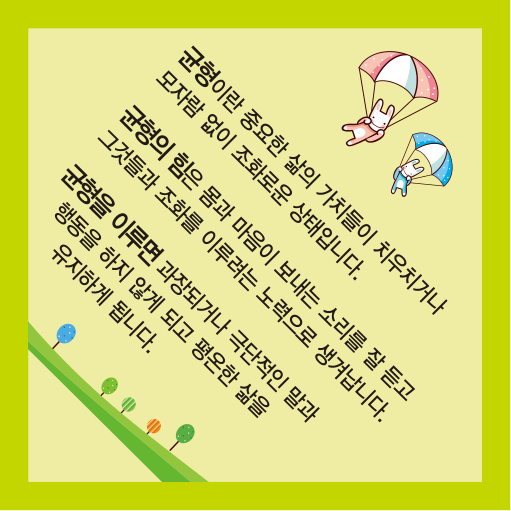 균형이란 중요한 삶의 가치들이 치우치거나
모자람 없이 조화로운 상태입니다.
균형의 힘은 몸과 마음이 보내는 소리를 잘 듣고
그것들과 조화를 이루려는 노력으로 생겨납니다.
균형을 이루면 과장되거나 극단적인 말과
행동을 하지 않게 되고 평온한 삶을
유지하게 됩니다.